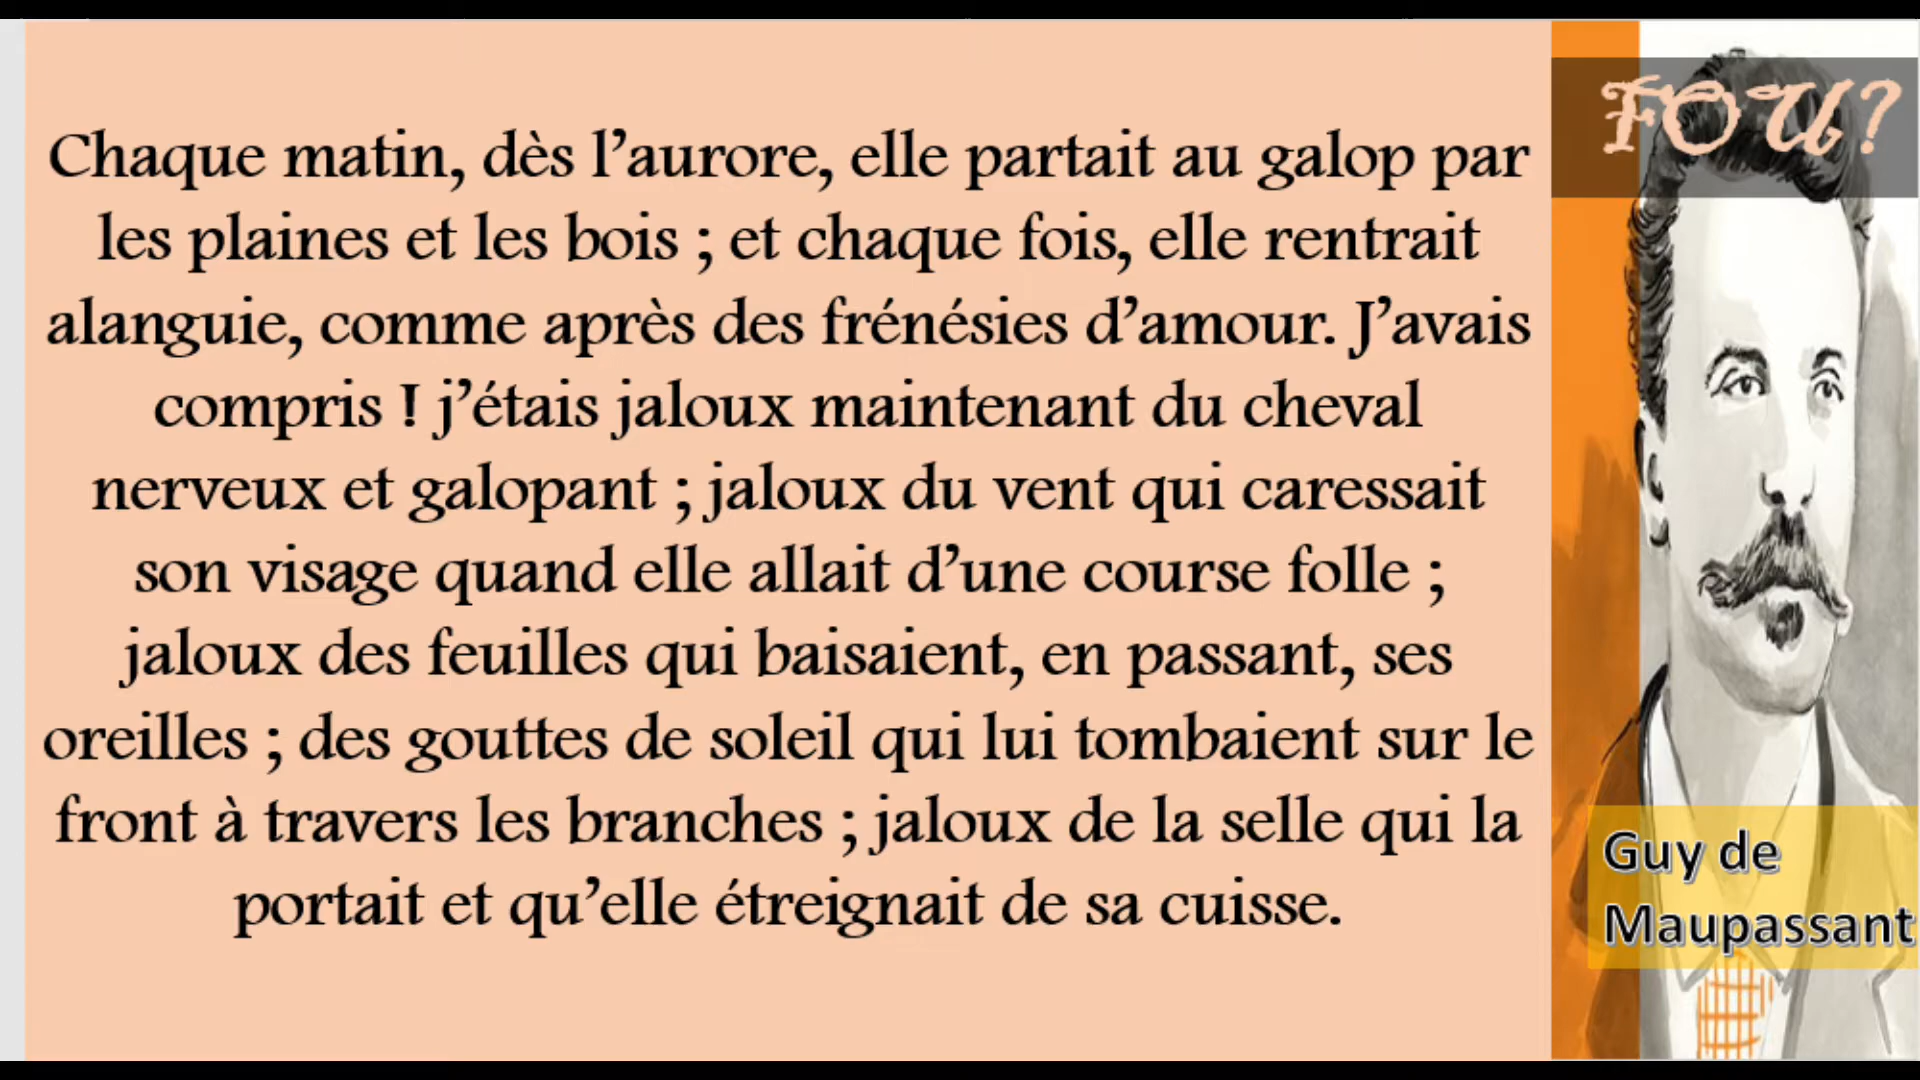 Chaque matin, dès l’aurore, elle partait au galop par
les plaines et les bois ; et chaque fois, elle rentrait
alanguie, comme après des frénésies d’amour. J’avais
compris ! j’étais jaloux maintenant du cheval
nerveux et galopant ; jaloux du vent qui caressait
son visage quand elle allait d’une course folle ;
jaloux des feuilles qui baisaient, en passant, ses
oreilles ; des gouttes de soleil qui lui tombaient sur le
front à travers les branches ; jaloux de la selle qui la
portait et qu’elle étreignait de sa cuisse.
FOU?
Guy de
Maupassant